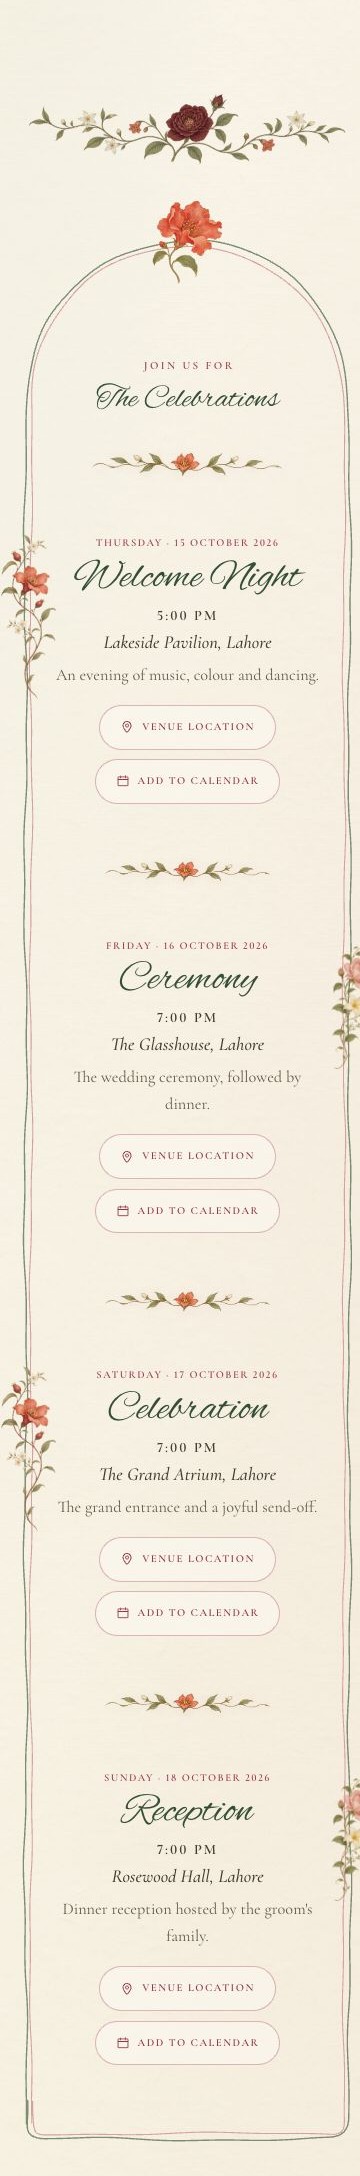 JOIN US FOR
The Celebrations
THURSDAY · 15 OCTOBER 2026
Welcome Night
5:00 PM
Lakeside Pavilion, Lahore
An evening of music, colour and dancing.
VENUE LOCATION
ADD TO CALENDAR
FRIDAY · 16 OCTOBER 2026
Ceremony
7:00 PM
The Glasshouse, Lahore
The wedding ceremony, followed by
dinner.
VENUE LOCATION
ADD TO CALENDAR
SATURDAY · 17 OCTOBER 2026
Celebration
7:00 PM
The Grand Atrium, Lahore
The grand entrance and a joyful send-off.
VENUE LOCATION
ADD TO CALENDAR
SUNDAY · 18 OCTOBER 2026
Reception
7:00 PM
Rosewood Hall, Lahore
Dinner reception hosted by the groom's
family.
VENUE LOCATION
ADD TO CALENDAR